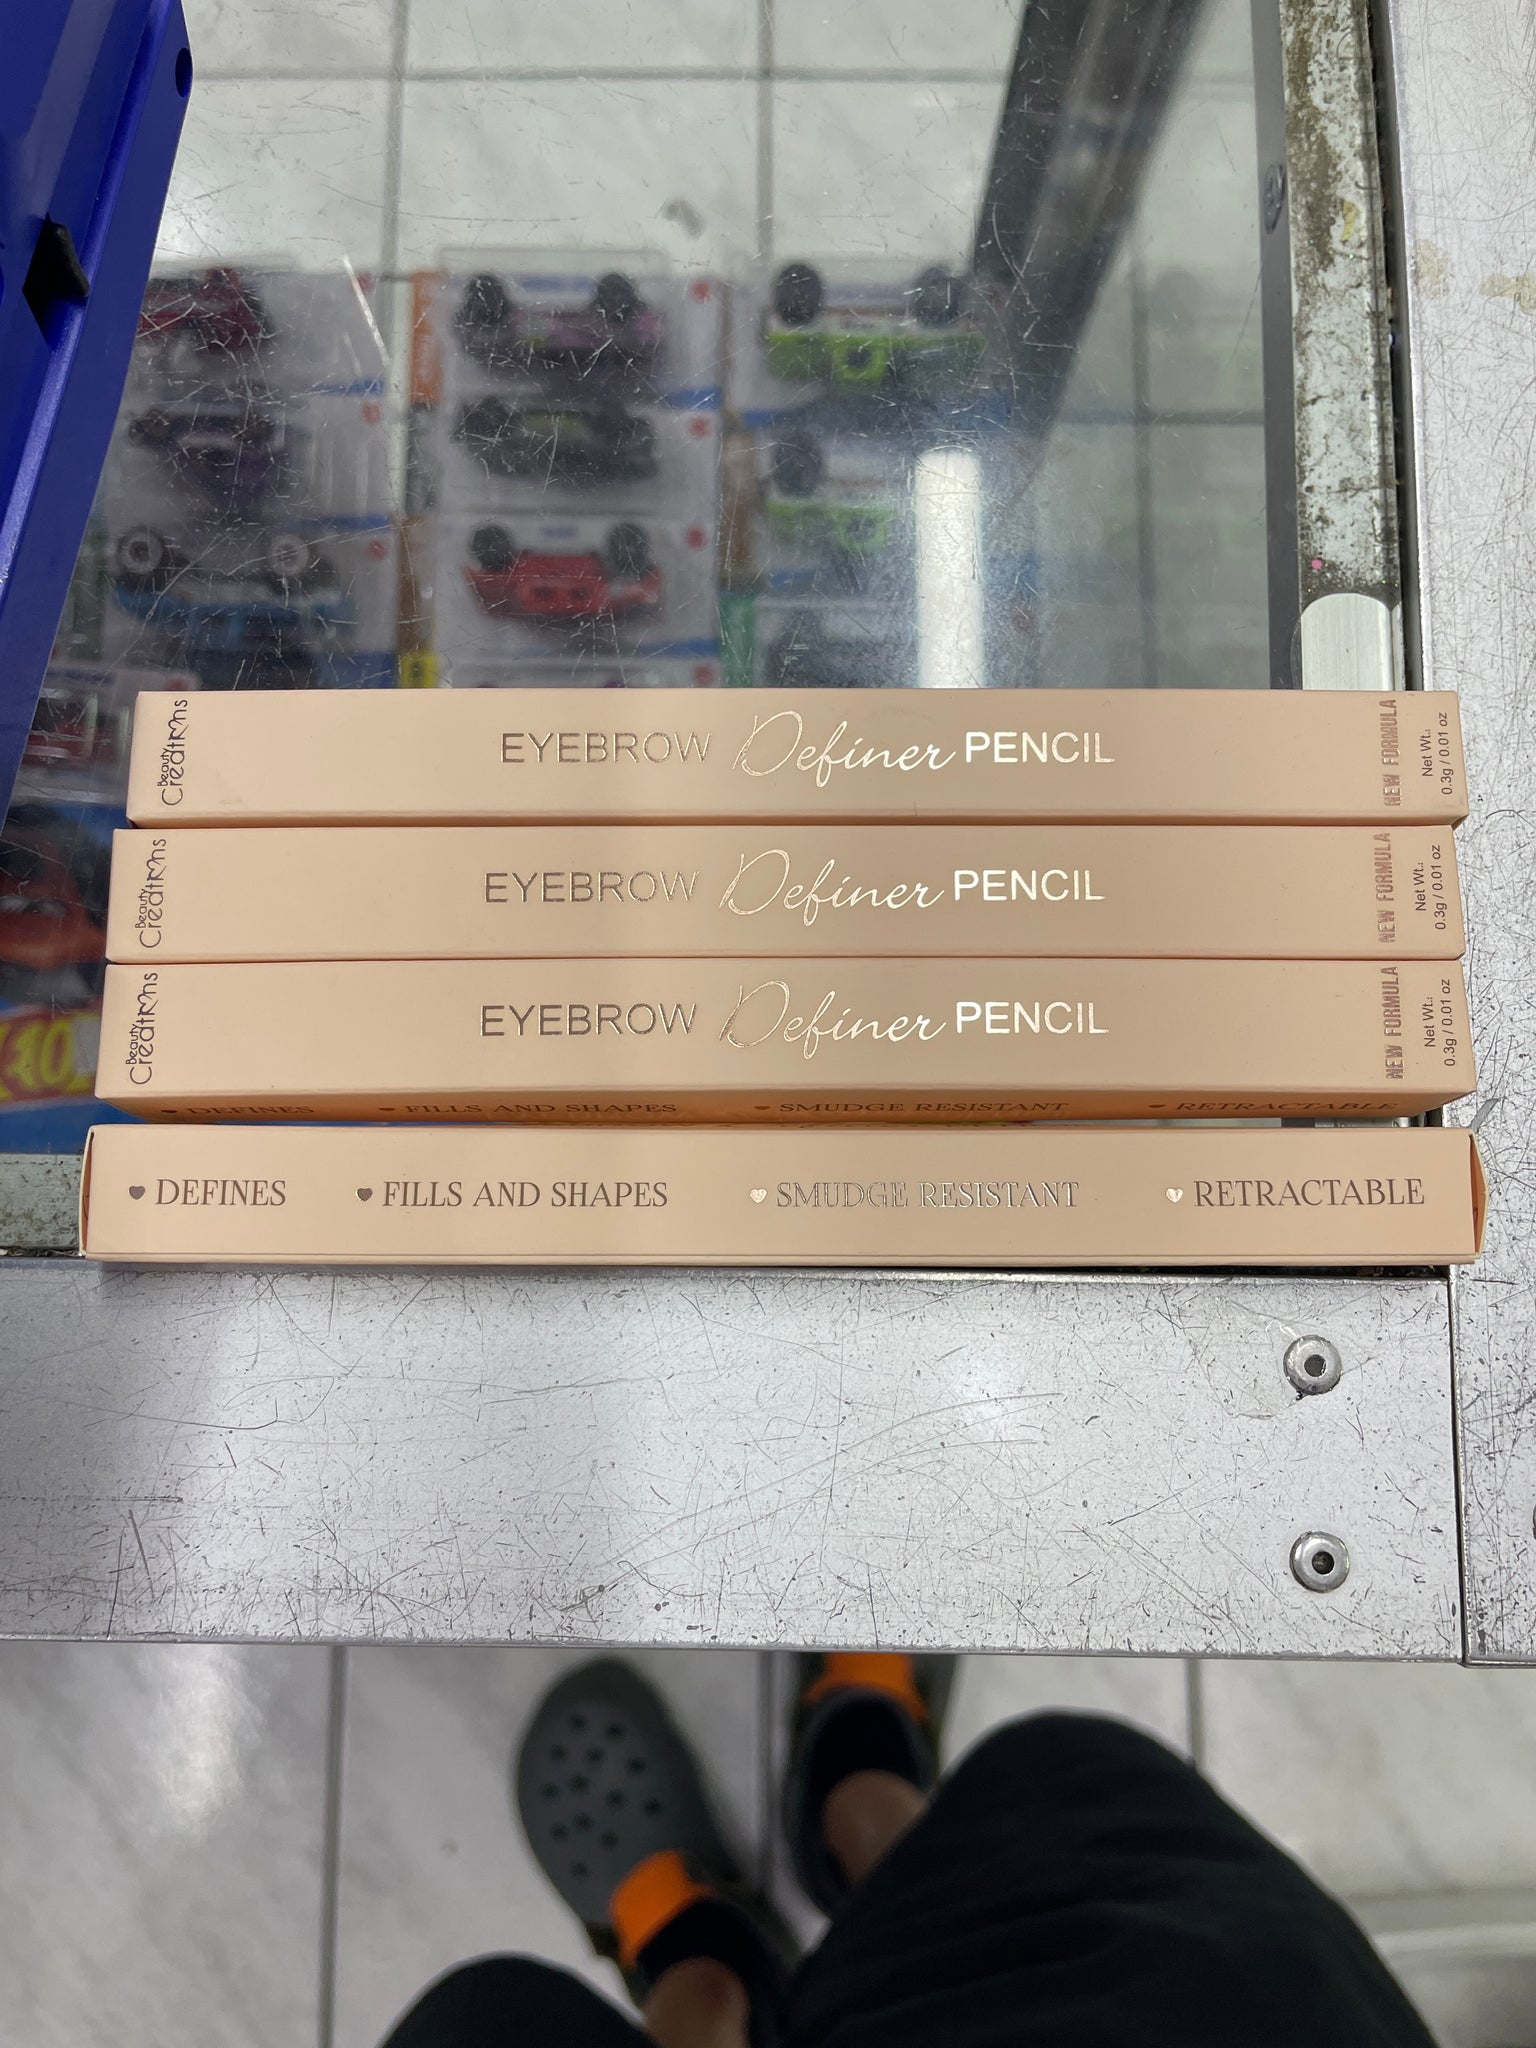 Beauty
Creations
EYEBROW Definer PENCIL
NEW FORMULA
Net Wt.:
0.3g / 0.01 oz
Beauty
Creations
EYEBROW Definer PENCIL
NEW FORMULA
Net Wt.:
0.3g / 0.01 oz
Beauty
Creations
EYEBROW Definer PENCIL
NEW FORMULA
Net Wt.:
0.3g / 0.01 oz
DEFINES FILLS AND SHAPES SMUDGE RESISTANT RETRACTABLE
DEFINES FILLS AND SHAPES SMUDGE RESISTANT RETRACTABLE